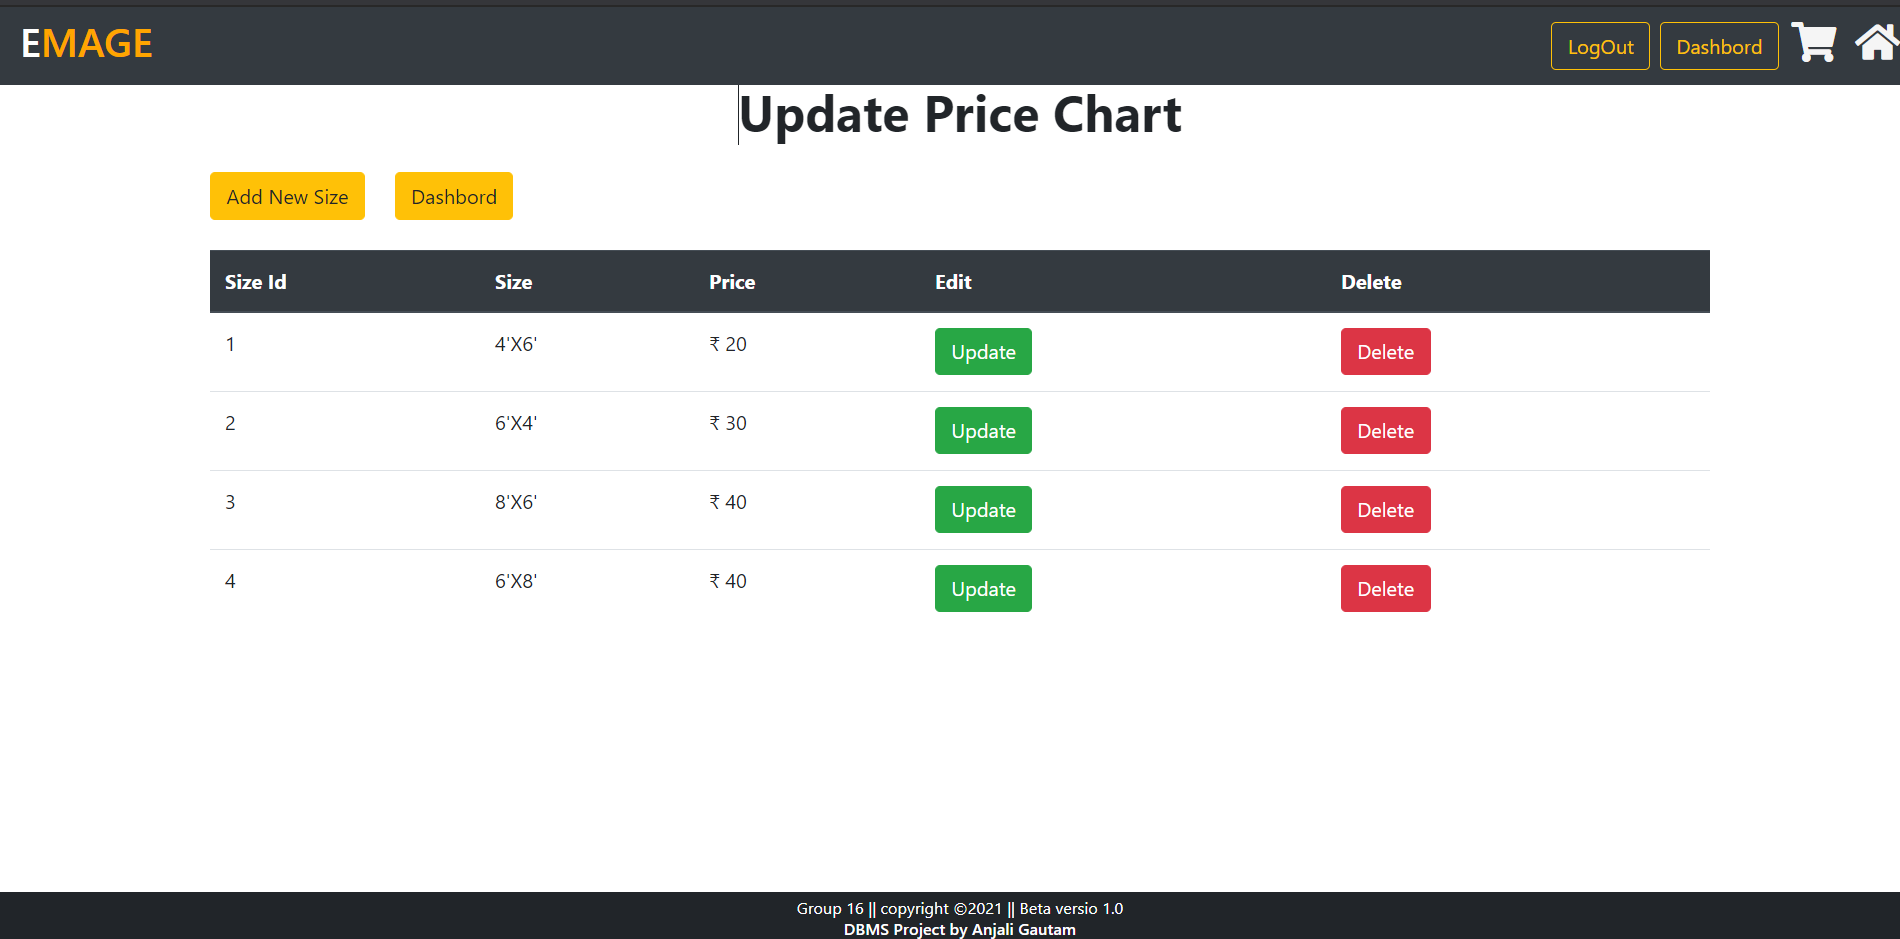 EMAGE LogOut Dashbord
Update Price Chart
Add New Size Dashbord
Size Id Size Price Edit Delete
1 4'X6' ₹ 20 Update Delete
2 6'X4' ₹ 30 Update Delete
3 8'X6' ₹ 40 Update Delete
4 6'X8' ₹ 40 Update Delete
Group 16 || copyright ©2021 || Beta versio 1.0
DBMS Project by Anjali Gautam